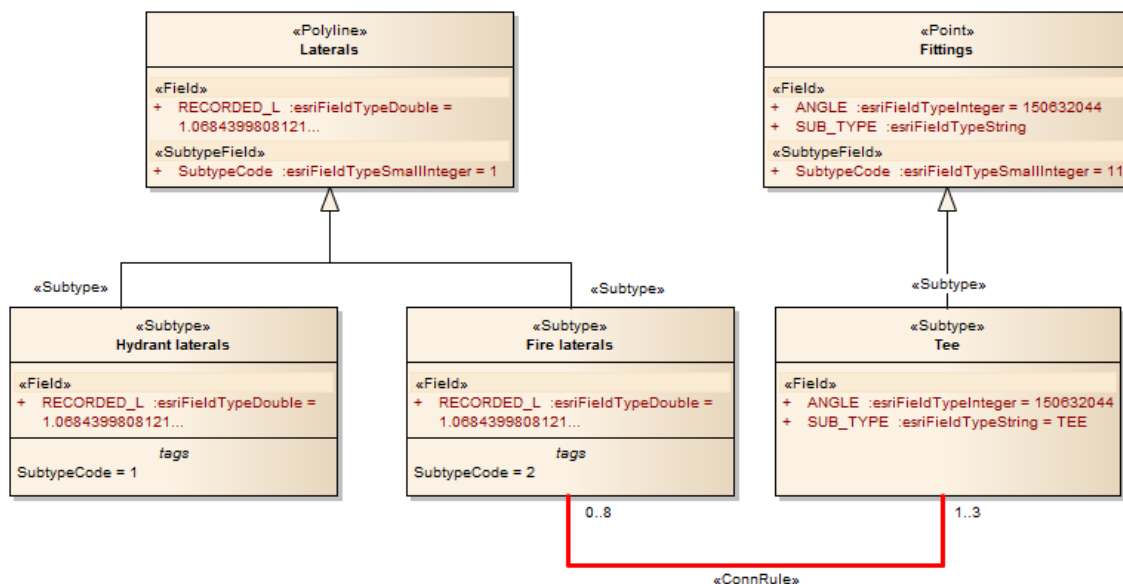 «Polyline»
Laterals
«Field»
+ RECORDED_L :esriFieldTypeDouble =
1.0684399808121...
«SubtypeField»
+ SubtypeCode :esriFieldTypeSmallInteger = 1
«Point»
Fittings
«Field»
+ ANGLE :esriFieldTypeInteger = 150632044
+ SUB_TYPE :esriFieldTypeString
«SubtypeField»
+ SubtypeCode :esriFieldTypeSmallInteger = 11
«Subtype»
«Subtype»
«Subtype»
«Subtype»
Hydrant laterals
«Field»
+ RECORDED_L :esriFieldTypeDouble =
1.0684399808121...
tags
SubtypeCode = 1
«Subtype»
Fire laterals
«Field»
+ RECORDED_L :esriFieldTypeDouble =
1.0684399808121...
tags
SubtypeCode = 2
«Subtype»
Tee
«Field»
+ ANGLE :esriFieldTypeInteger = 150632044
+ SUB_TYPE :esriFieldTypeString = TEE
0..8
1..3
«ConnRule»